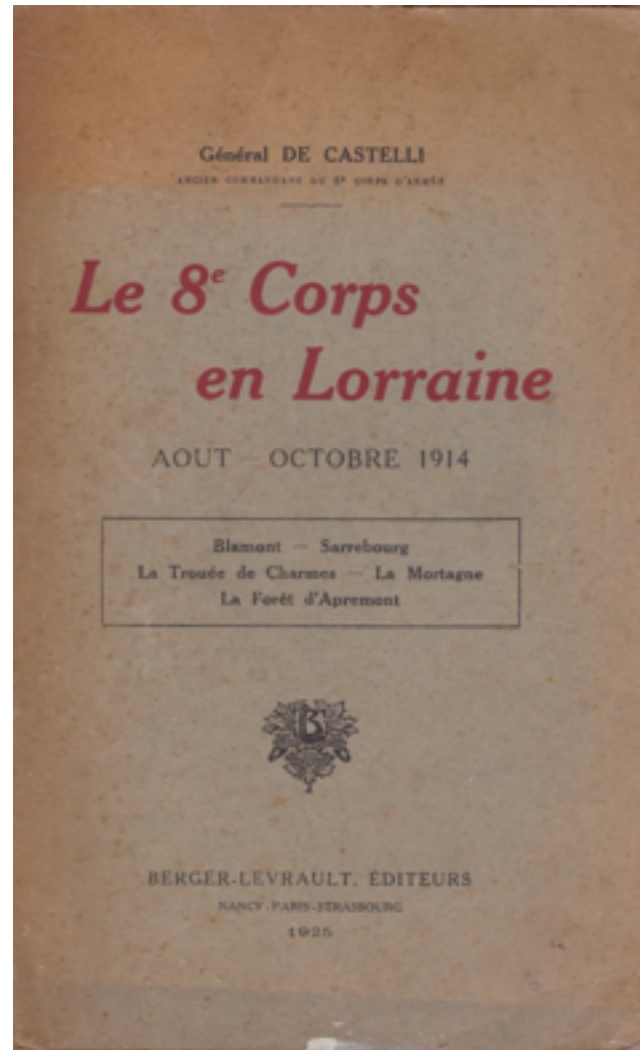 Général DE CASTELLI
ANCIEN COMMANDANT DU 8e CORPS D'ARMÉE
Le 8e Corps
en Lorraine
AOUT – OCTOBRE 1914
Blamont — Sarrebourg
La Trouée de Charmes — La Mortagne
La Forêt d'Apremont
B
BERGER-LEVRAULT, ÉDITEURS
NANCY-PARIS-STRASBOURG
1925